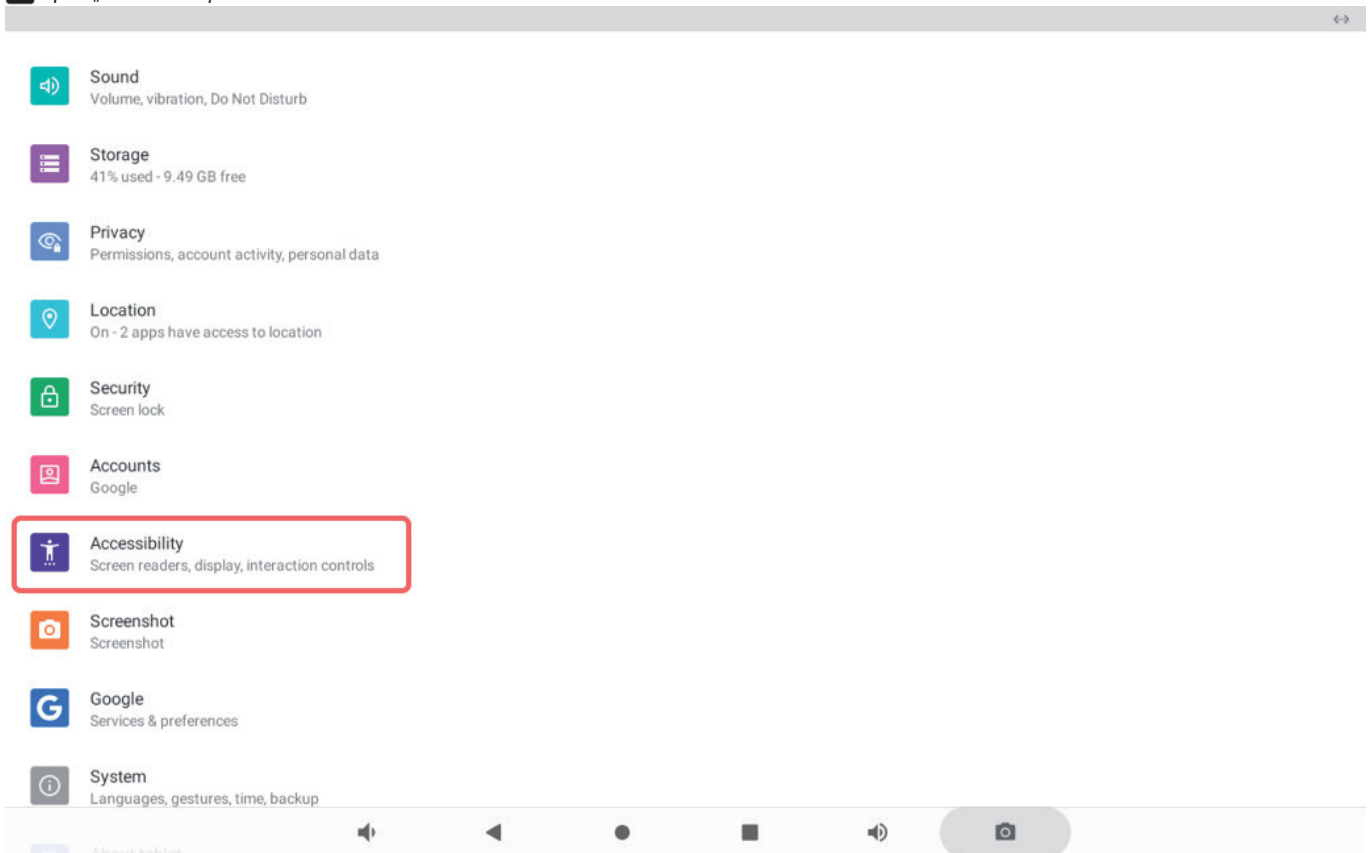 Sound
Volume, vibration, Do Not Disturb
Storage
41% used - 9.49 GB free
Privacy
Permissions, account activity, personal data
Location
On - 2 apps have access to location
Security
Screen lock
Accounts
Google
Accessibility
Screen readers, display, interaction controls
Screenshot
Screenshot
Google
Services & preferences
System
Languages, gestures, time, backup